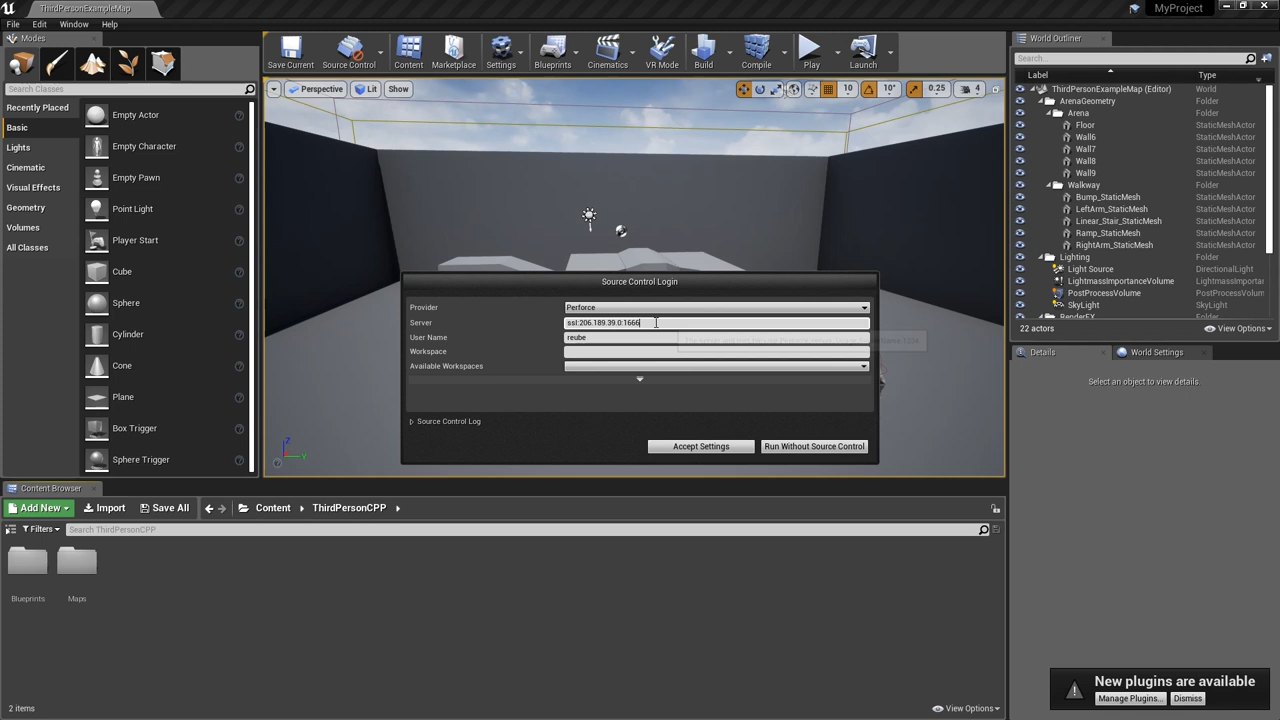 ThirdPersonExampleMap
MyProject
File Edit Window Help
Modes
Search Classes
Recently Placed
Basic
Lights
Cinematic
Visual Effects
Geometry
Volumes
All Classes
Empty Actor
Empty Character
Empty Pawn
Point Light
Player Start
Cube
Sphere
Cylinder
Cone
Plane
Box Trigger
Sphere Trigger
Save Current Source Control Content Marketplace Settings Blueprints Cinematics VR Mode Build Compile Play Launch
Perspective Lit Show 10 10° 0.25 4
Source Control Login
Provider Perforce
Server ssl:206.189.39.0:1666
User Name reube
Workspace
Available Workspaces
Source Control Log
Accept Settings Run Without Source Control
Z
Y
World Outliner
Search...
Label Type
ThirdPersonExampleMap (Editor) World
ArenaGeometry Folder
Arena Folder
Floor StaticMeshActor
Wall6 StaticMeshActor
Wall7 StaticMeshActor
Wall8 StaticMeshActor
Wall9 StaticMeshActor
Walkway Folder
Bump_StaticMesh StaticMeshActor
LeftArm_StaticMesh StaticMeshActor
Linear_Stair_StaticMesh StaticMeshActor
Ramp_StaticMesh StaticMeshActor
RightArm_StaticMesh StaticMeshActor
Lighting Folder
Light Source DirectionalLight
LightmassImportanceVolume LightmassImportan
PostProcessVolume PostProcessVolum
SkyLight SkyLight
RenderFX Folder
22 actors View Options
Details World Settings
Select an object to view details.
Content Browser
Add New Import Save All Content ThirdPersonCPP
Filters Search ThirdPersonCPP
Blueprints Maps
2 items View Options
New plugins are available
Manage Plugins... Dismiss